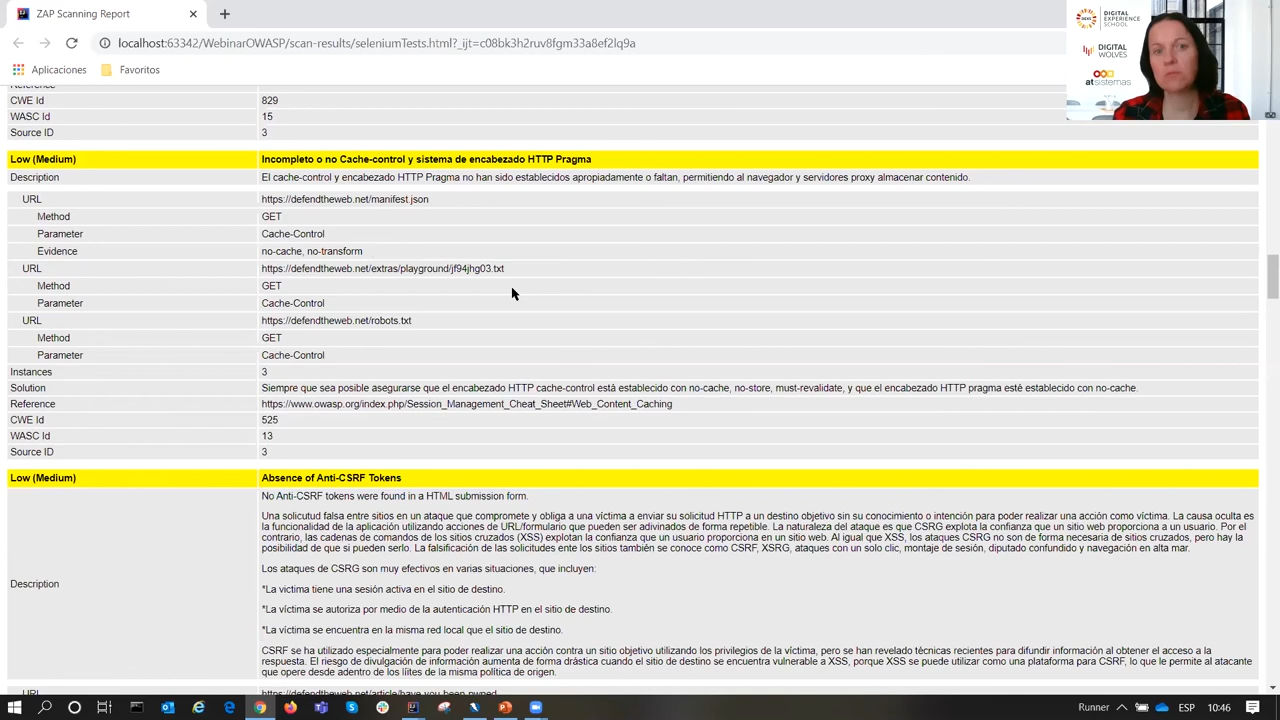 ZAP Scanning Report
DIGITAL
EXPERIENCE
SCHOOL
localhost:63342/WebinarOWASP/scan-results/seleniumTests.html?_ijt=c08bk3h2ruv8fgm33a8ef2lq9a
DIGITAL
WOLVES
Aplicaciones
Favoritos
atsistemas
Reference
CWE Id
829
WASC Id
15
Source ID
3
Low (Medium)
Incompleto o no Cache-control y sistema de encabezado HTTP Pragma
Description
El cache-control y encabezado HTTP Pragma no han sido establecidos apropiadamente o faltan, permitiendo al navegador y servidores proxy almacenar contenido.
URL
https://defendtheweb.net/manifest.json
Method
GET
Parameter
Cache-Control
Evidence
no-cache, no-transform
URL
https://defendtheweb.net/extras/playground/jf94jhg03.txt
Method
GET
Parameter
Cache-Control
URL
https://defendtheweb.net/robots.txt
Method
GET
Parameter
Cache-Control
Instances
3
Solution
Siempre que sea posible asegurarse que el encabezado HTTP cache-control está establecido con no-cache, no-store, must-revalidate, y que el encabezado HTTP pragma esté establecido con no-cache.
Reference
https://www.owasp.org/index.php/Session_Management_Cheat_Sheet#Web_Content_Caching
CWE Id
525
WASC Id
13
Source ID
3
Low (Medium)
Absence of Anti-CSRF Tokens
No Anti-CSRF tokens were found in a HTML submission form.
Una solicutud falsa entre sitios en un ataque que compromete y obliga a una víctima a enviar su solicitud HTTP a un destino objetivo sin su conocimiento o intención para poder realizar una acción como víctima. La causa oculta es
la funcionalidad de la aplicación utilizando acciones de URL/formulario que pueden ser adivinados de forma repetible. La naturaleza del ataque es que CSRG explota la confianza que un sitio web proporciona a un usuario. Por el
contrario, las cadenas de comandos de los sitios cruzados (XSS) explotan la confianza que un usuario proporciona en un sitio web. Al igual que XSS, los ataques CSRG no son de forma necesaria de sitios cruzados, pero hay la
posibilidad de que si pueden serlo. La falsificación de las solicitudes ente los sitios también se conoce como CSRF, XSRG, ataques con un solo clic, montaje de sesión, diputado confundido y navegación en alta mar.
Los ataques de CSRG son muy efectivos en varias situaciones, que incluyen:
Description
*La victima tiene una sesión activa en el sitio de destino.
*La víctima se autoriza por medio de la autenticación HTTP en el sitio de destino.
*La víctima se encuentra en la misma red local que el sitio de destino.
CSRF se ha utilizado especialmente para poder realizar una acción contra un sitio objetivo utilizando los privilegios de la víctima, pero se han revelado técnicas recientes para difundir información al obtener el acceso a la
respuesta. El riesgo de divulgación de información aumenta de forma drástica cuando el sitio de destino se encuentra vulnerable a XSS, porque XSS se puede utilizar como una plataforma para CSRF, lo que le permite al atacante
que opere desde adentro de los líites de la misma política de origen.
URL
https://defendtheweb.net/article/have-you-been-pwned
Runner
ESP
10:46